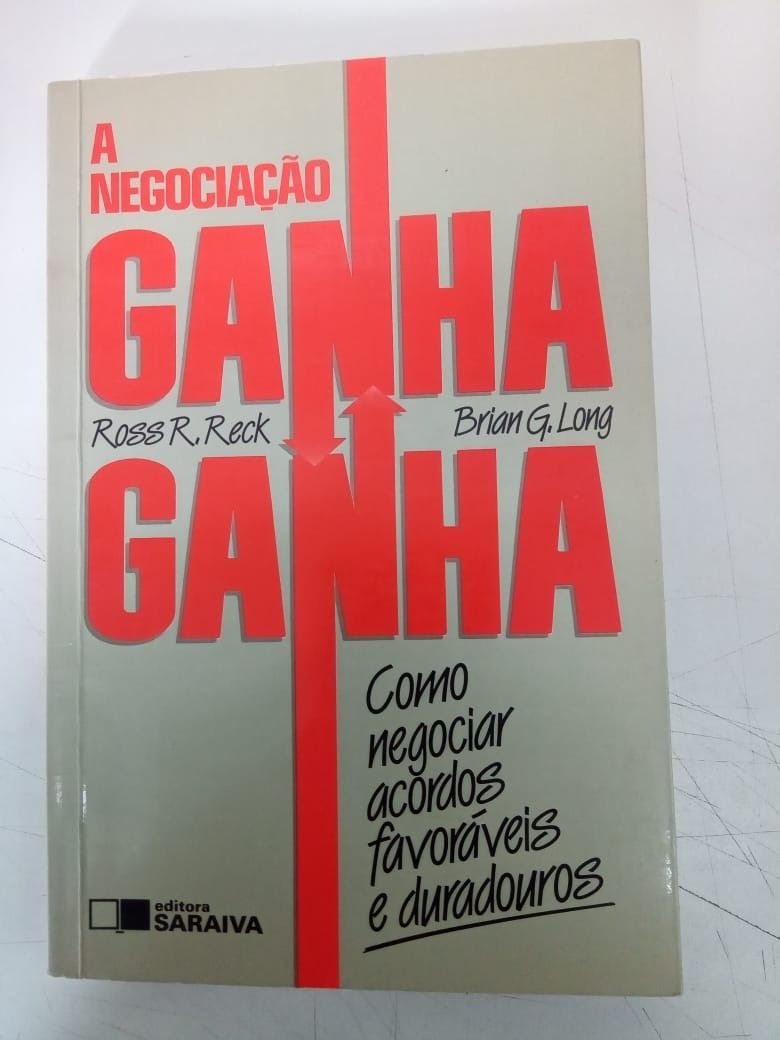 A
NEGOCIAÇÃO
GANHA
Ross R. Reck
Brian G. Long
GANHA
Como
negociar
acordos
favoráveis
e duradouros
editora
SARAIVA